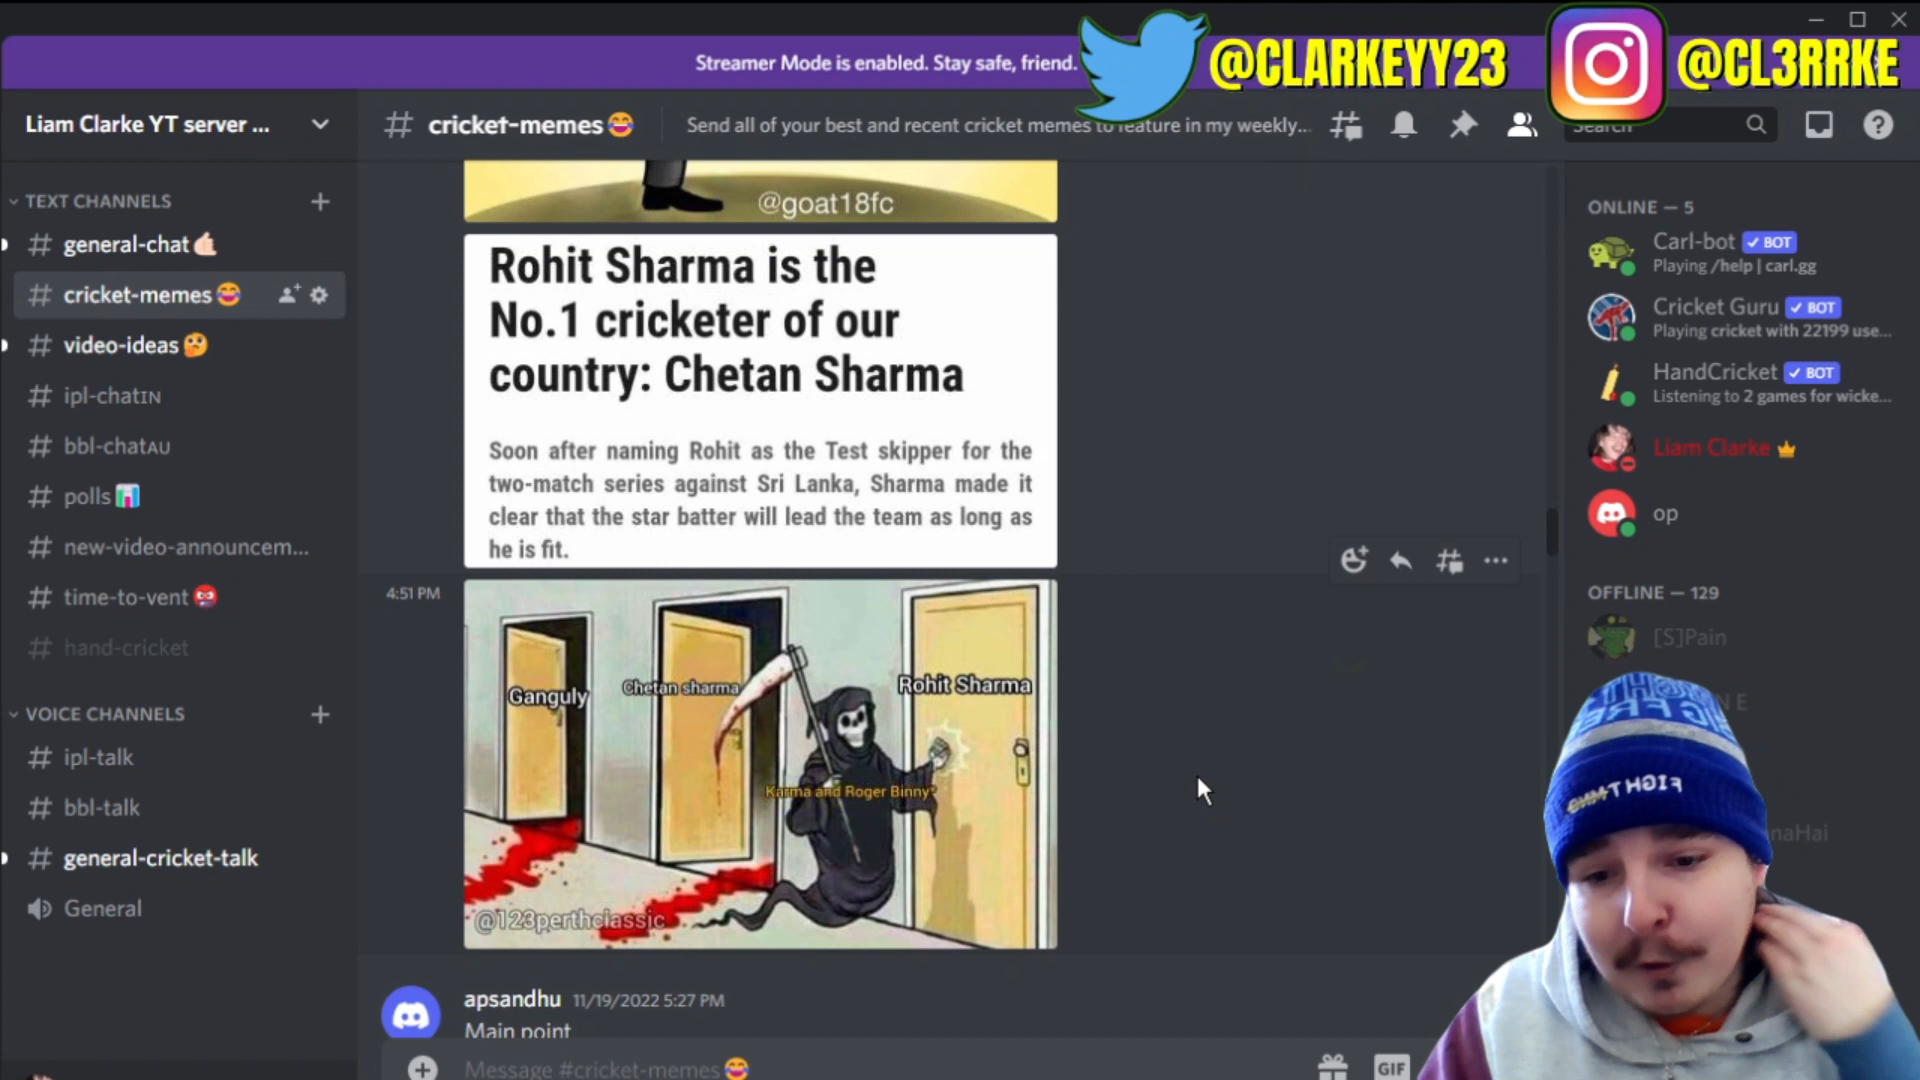 Streamer Mode is enabled. Stay safe, friend.
@CLARKEYY23
@CL3RRKE
Liam Clarke YT server ...
cricket-memes😂
Send all of your best and recent cricket memes to feature in my weekly...
Search
TEXT CHANNELS
general-chat🤙
cricket-memes😂
video-ideas🤔
ipl-chatIN
bbl-chatAU
polls📊
new-video-announcem...
time-to-vent😡
hand-cricket
VOICE CHANNELS
ipl-talk
bbl-talk
general-cricket-talk
General
@goat18fc
Rohit Sharma is the
No.1 cricketer of our
country: Chetan Sharma
Soon after naming Rohit as the Test skipper for the
two-match series against Sri Lanka, Sharma made it
clear that the star batter will lead the team as long as
he is fit.
4:51 PM
Ganguly
Chetan sharma
Rohit Sharma
Karma and Roger Binny
@123perthclassic
apsandhu 11/19/2022 5:27 PM
Main point
Message #cricket-memes😂
GIF
ONLINE — 5
Carl-bot ✓ BOT
Playing /help | carl.gg
Cricket Guru ✓ BOT
Playing cricket with 22199 use...
HandCricket ✓ BOT
Listening to 2 games for wicke...
Liam Clarke
op
OFFLINE — 129
[S]Pain